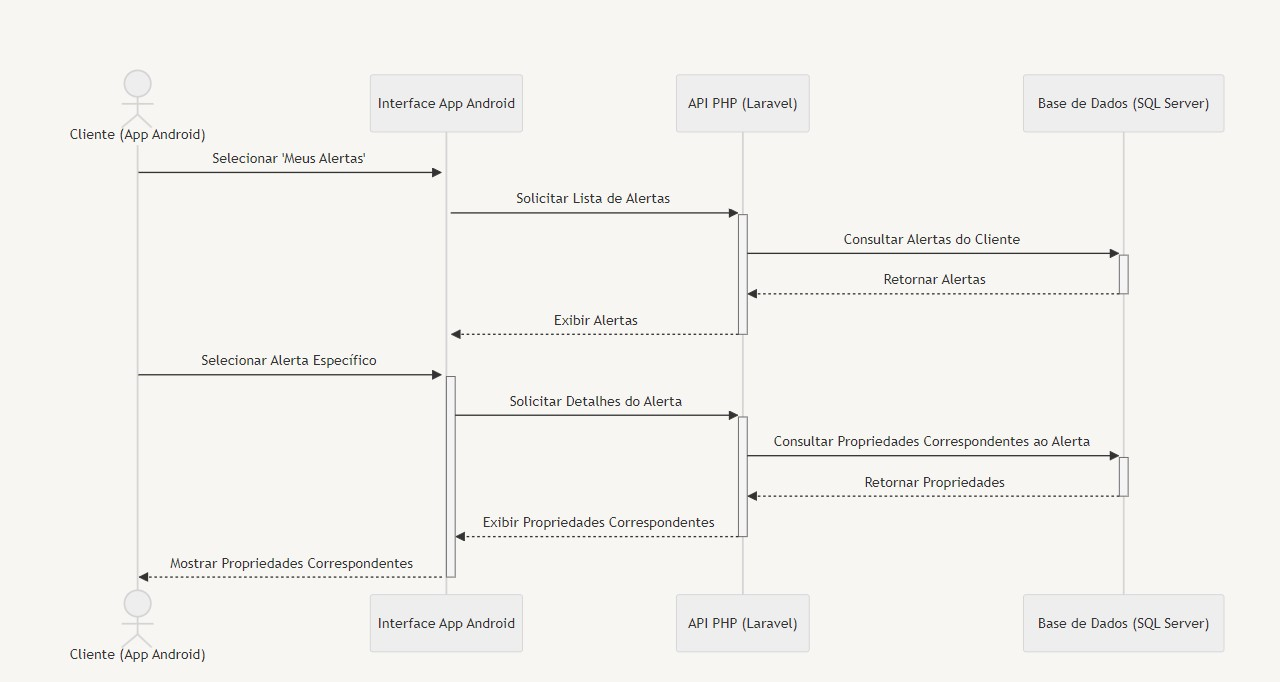 Interface App Android
API PHP (Laravel)
Base de Dados (SQL Server)
Cliente (App Android)
Selecionar 'Meus Alertas'
Solicitar Lista de Alertas
Consultar Alertas do Cliente
Retornar Alertas
Exibir Alertas
Selecionar Alerta Específico
Solicitar Detalhes do Alerta
Consultar Propriedades Correspondentes ao Alerta
Retornar Propriedades
Exibir Propriedades Correspondentes
Mostrar Propriedades Correspondentes
Interface App Android
API PHP (Laravel)
Base de Dados (SQL Server)
Cliente (App Android)